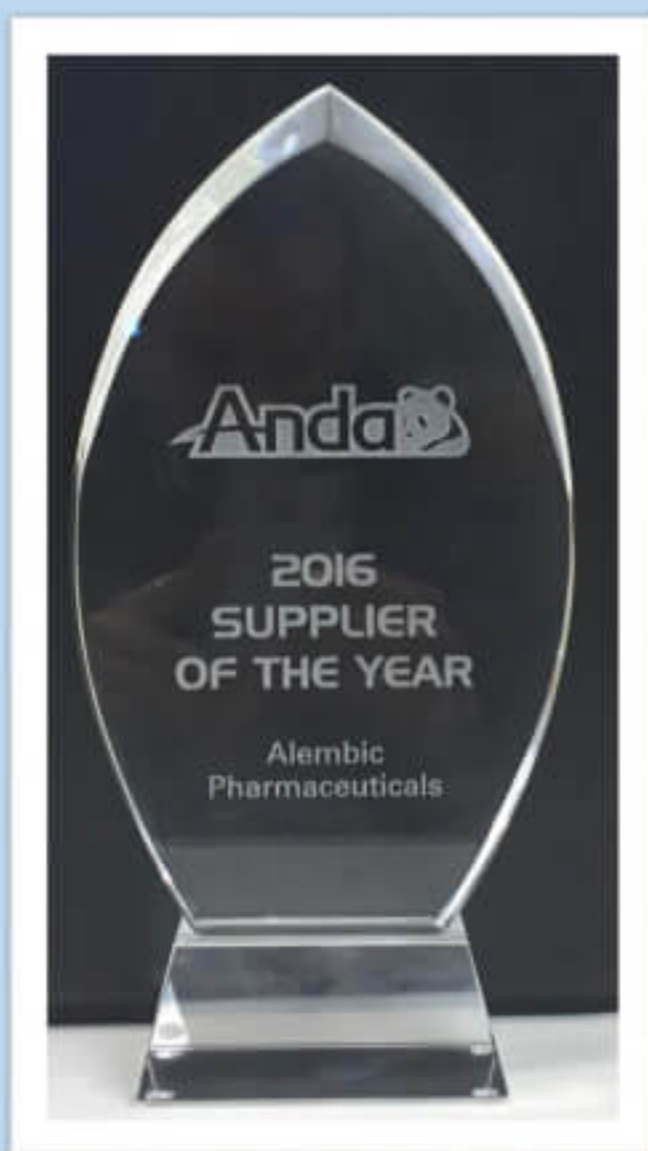 Anda
2016
SUPPLIER
OF THE YEAR
Alembic
Pharmaceuticals